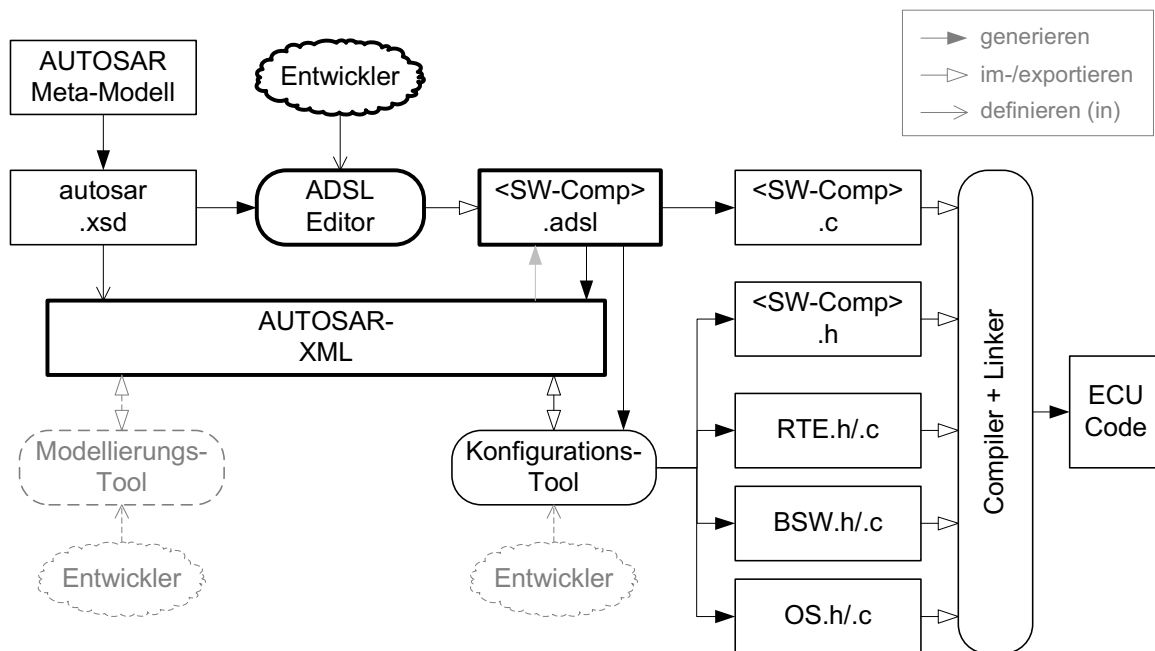 AUTOSAR
Meta-Modell
Entwickler
generieren
im-/exportieren
definieren (in)
autosar
.xsd
ADSL
Editor
<SW-Comp>
.adsl
<SW-Comp>
.c
AUTOSAR-
XML
<SW-Comp>
.h
Modellierungs-
Tool
Konfigurations-
Tool
RTE.h/.c
BSW.h/.c
OS.h/.c
Entwickler
Entwickler
Compiler + Linker
ECU
Code